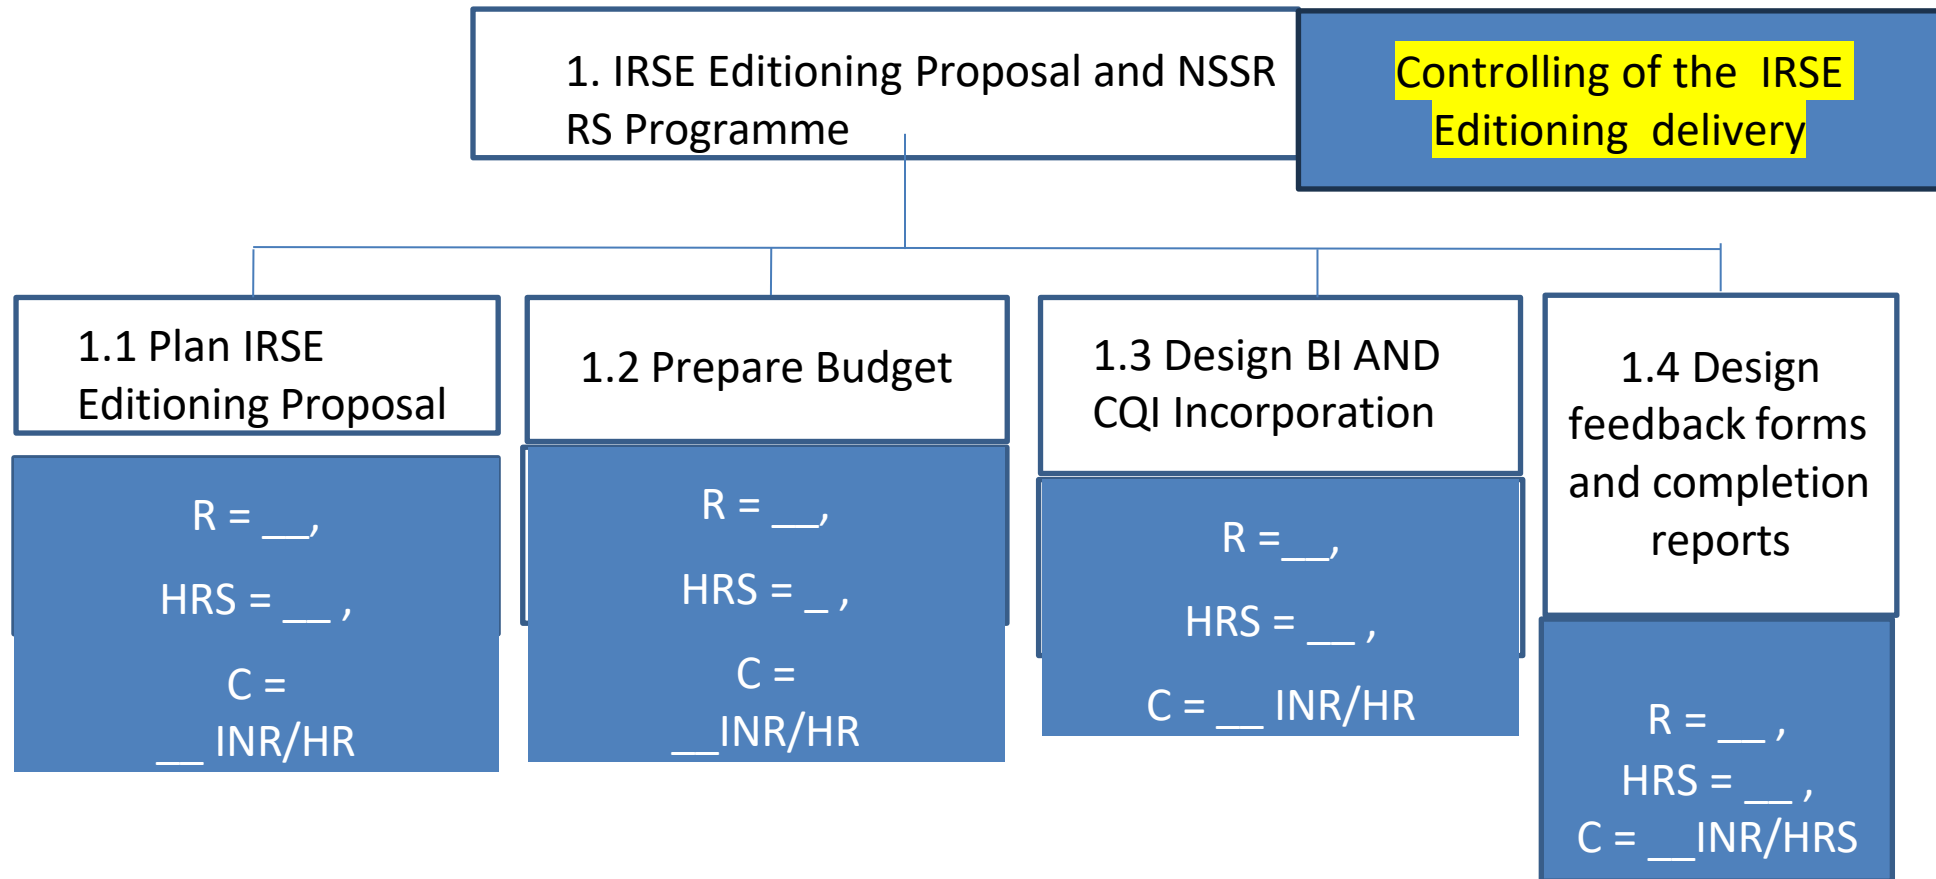 1. IRSE Editioning Proposal and NSSR
RS Programme
Controlling of the IRSE
Editioning delivery
1.1 Plan IRSE
Editioning Proposal
R = __,
HRS = __ ,
C =
__ INR/HR
1.2 Prepare Budget
R = __,
HRS = _ ,
C =
__INR/HR
1.3 Design BI AND
CQI Incorporation
R =__,
HRS = __ ,
C = __ INR/HR
1.4 Design
feedback forms
and completion
reports
R = __ ,
HRS = __ ,
C = __INR/HRS